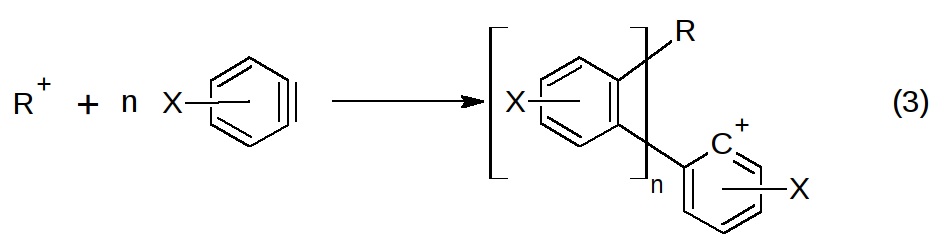 R+ + n X R X n C+ X (3)